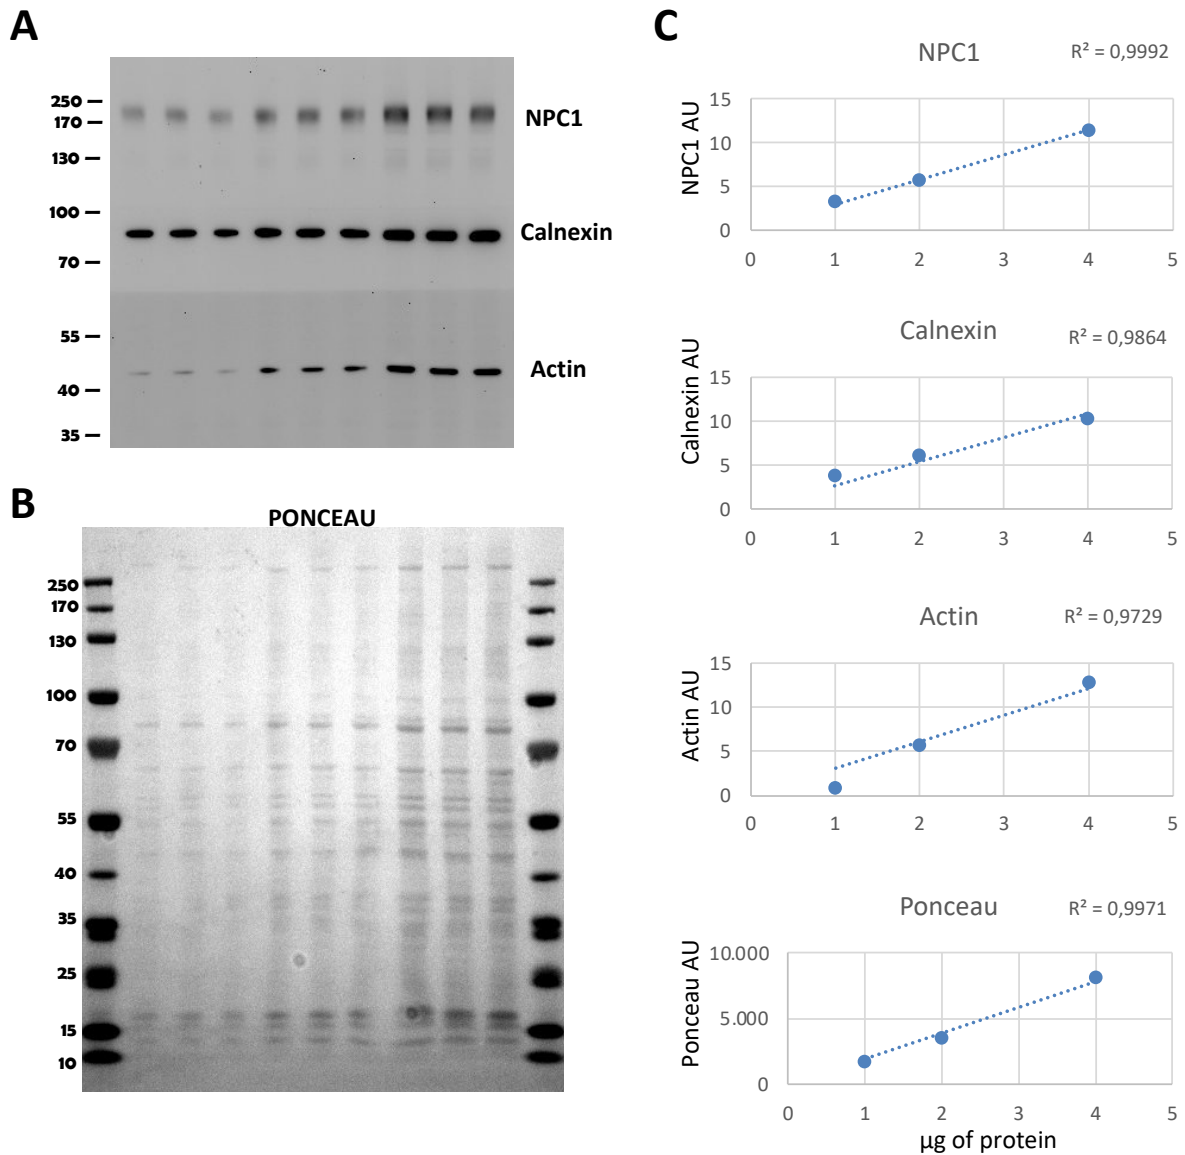 A
250
170
130
100
70
55
40
35
NPC1
Calnexin
Actin
B
PONCEAU
250
170
130
100
70
55
40
35
25
15
10
C
NPC1
R² = 0,9992
NPC1 AU
15
10
5
0
0 1 2 3 4 5
Calnexin
R² = 0,9864
Calnexin AU
15
10
5
0
0 1 2 3 4 5
Actin
R² = 0,9729
Actin AU
15
10
5
0
0 1 2 3 4 5
Ponceau
R² = 0,9971
Ponceau AU
10.000
5.000
0
0 1 2 3 4 5
µg of protein